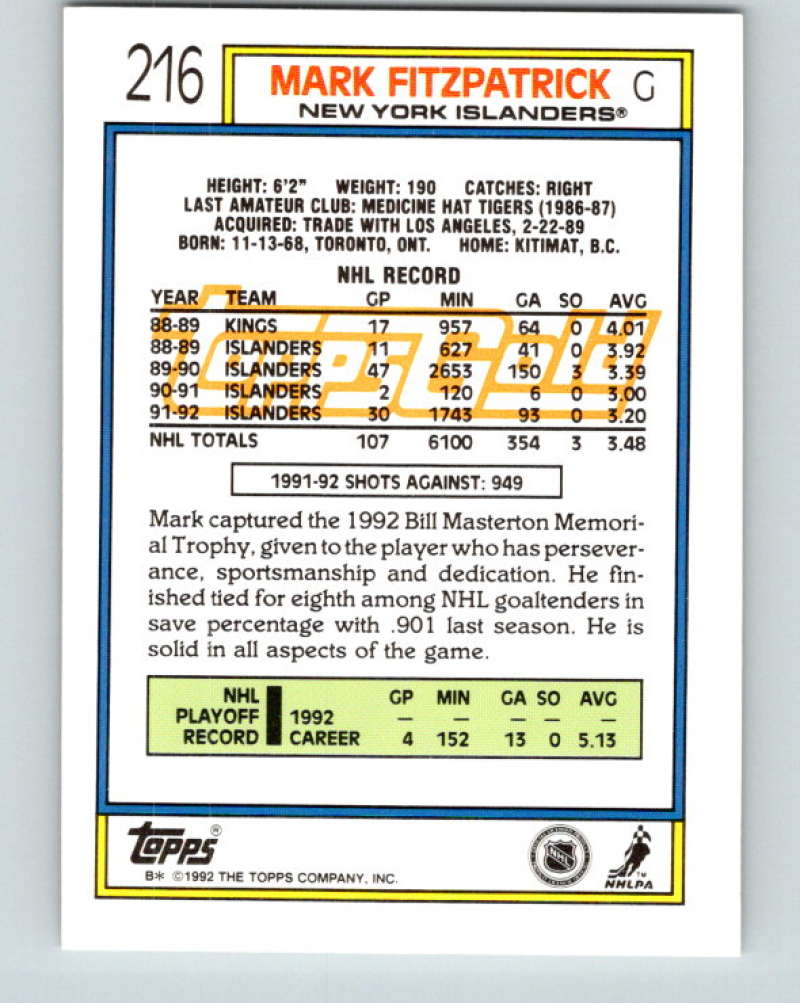 216
MARK FITZPATRICK G
NEW YORK ISLANDERS®
HEIGHT: 6'2" WEIGHT: 190 CATCHES: RIGHT
LAST AMATEUR CLUB: MEDICINE HAT TIGERS (1986-87)
ACQUIRED: TRADE WITH LOS ANGELES, 2-22-89
BORN: 11-13-68, TORONTO, ONT. HOME: KITIMAT, B.C.
NHL RECORD
YEAR TEAM GP MIN GA SO AVG
88-89 KINGS 17 957 64 0 4.01
88-89 ISLANDERS 11 627 41 0 3.92
89-90 ISLANDERS 47 2653 150 3 3.39
90-91 ISLANDERS 2 120 6 0 3.00
91-92 ISLANDERS 30 1743 93 0 3.20
NHL TOTALS 107 6100 354 3 3.48
ToppsGold
1991-92 SHOTS AGAINST: 949
Mark captured the 1992 Bill Masterton Memori-
al Trophy, given to the player who has persever-
ance, sportsmanship and dedication. He fin-
ished tied for eighth among NHL goaltenders in
save percentage with .901 last season. He is
solid in all aspects of the game.
NHL PLAYOFF RECORD
GP MIN GA SO AVG
1992 — — — — —
CAREER 4 152 13 0 5.13
Topps®
B* ©1992 THE TOPPS COMPANY, INC.
NHL
NHLPA™